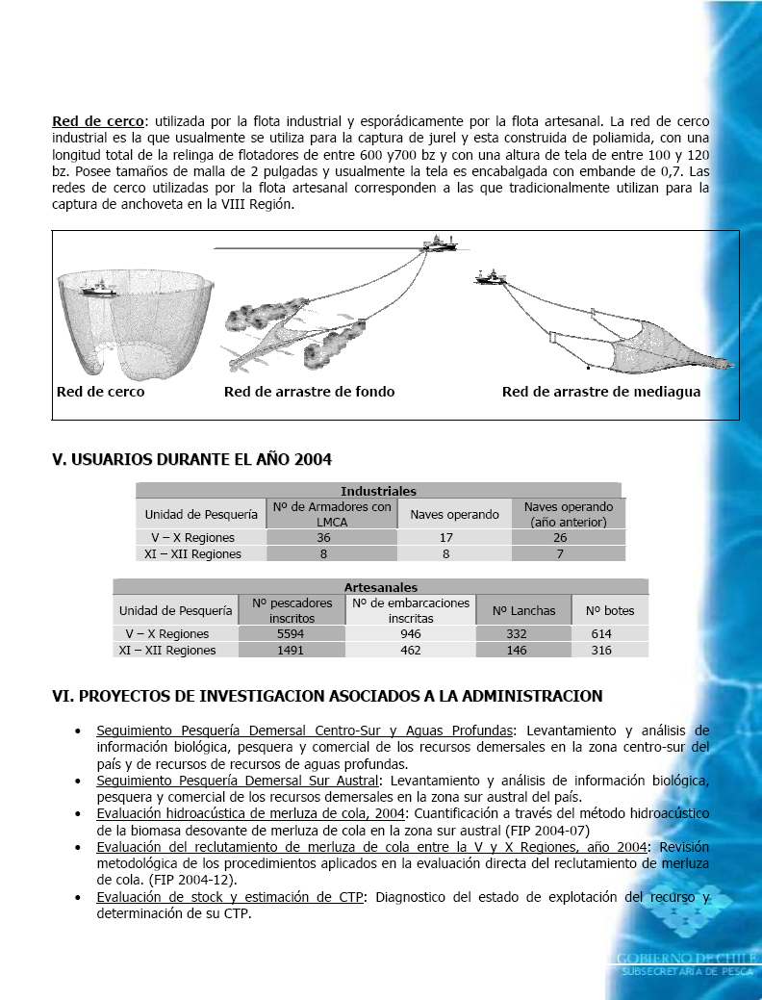 Red de cerco: utilizada por la flota industrial y esporádicamente por la flota artesanal. La red de cerco
industrial es la que usualmente se utiliza para la captura de jurel y esta construida de poliamida, con una
longitud total de la relinga de flotadores de entre 600 y700 bz y con una altura de tela de entre 100 y 120
bz. Posee tamaños de malla de 2 pulgadas y usualmente la tela es encabalgada con embande de 0,7. Las
redes de cerco utilizadas por la flota artesanal corresponden a las que tradicionalmente utilizan para la
captura de anchoveta en la VIII Región.
Red de cerco Red de arrastre de fondo Red de arrastre de mediagua
V. USUARIOS DURANTE EL AÑO 2004
Industriales
Unidad de Pesquería Nº de Armadores con LMCA Naves operando Naves operando (año anterior)
V – X Regiones 36 17 26
XI – XII Regiones 8 8 7
Artesanales
Unidad de Pesquería Nº pescadores inscritos Nº de embarcaciones inscritas Nº Lanchas Nº botes
V – X Regiones 5594 946 332 614
XI – XII Regiones 1491 462 146 316
VI. PROYECTOS DE INVESTIGACION ASOCIADOS A LA ADMINISTRACION
• Seguimiento Pesquería Demersal Centro-Sur y Aguas Profundas: Levantamiento y análisis de
información biológica, pesquera y comercial de los recursos demersales en la zona centro-sur del
país y de recursos de recursos de aguas profundas.
• Seguimiento Pesquería Demersal Sur Austral: Levantamiento y análisis de información biológica,
pesquera y comercial de los recursos demersales en la zona sur austral del país.
• Evaluación hidroacústica de merluza de cola, 2004: Cuantificación a través del método hidroacústico
de la biomasa desovante de merluza de cola en la zona sur austral (FIP 2004-07)
• Evaluación del reclutamiento de merluza de cola entre la V y X Regiones, año 2004: Revisión
metodológica de los procedimientos aplicados en la evaluación directa del reclutamiento de merluza
de cola. (FIP 2004-12).
• Evaluación de stock y estimación de CTP: Diagnostico del estado de explotación del recurso y
determinación de su CTP.
GOBIERNO DE CHILE
SUBSECRETARÍA DE PESCA